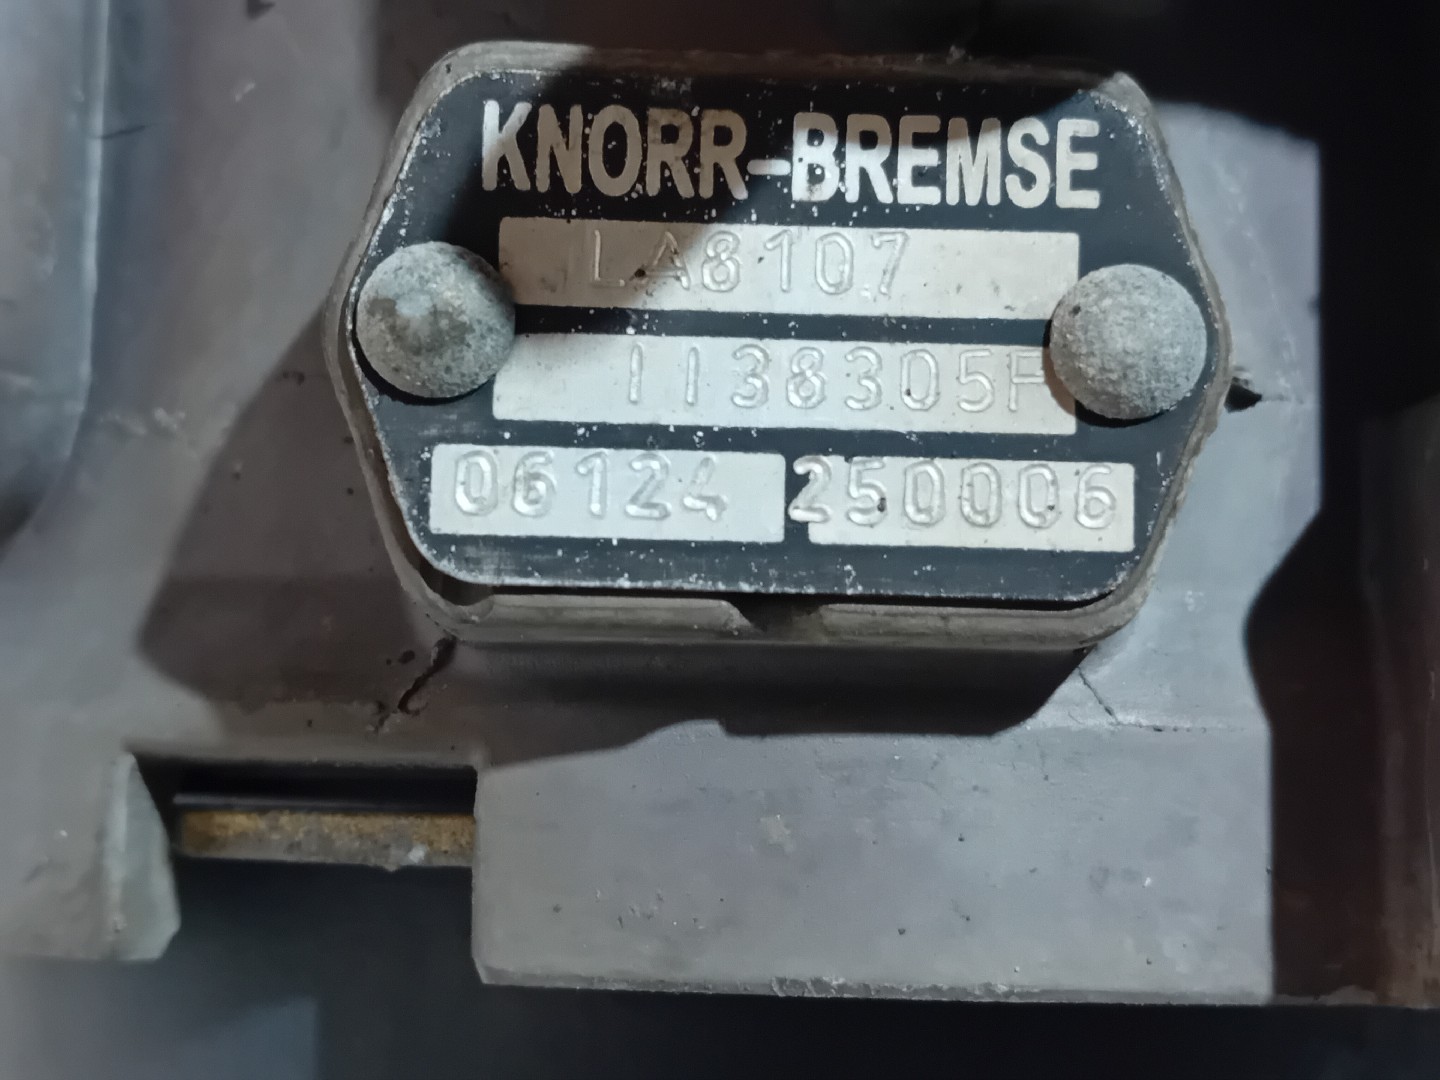 KNORR-BREMSE
LA8107
II38305F
06124 250006